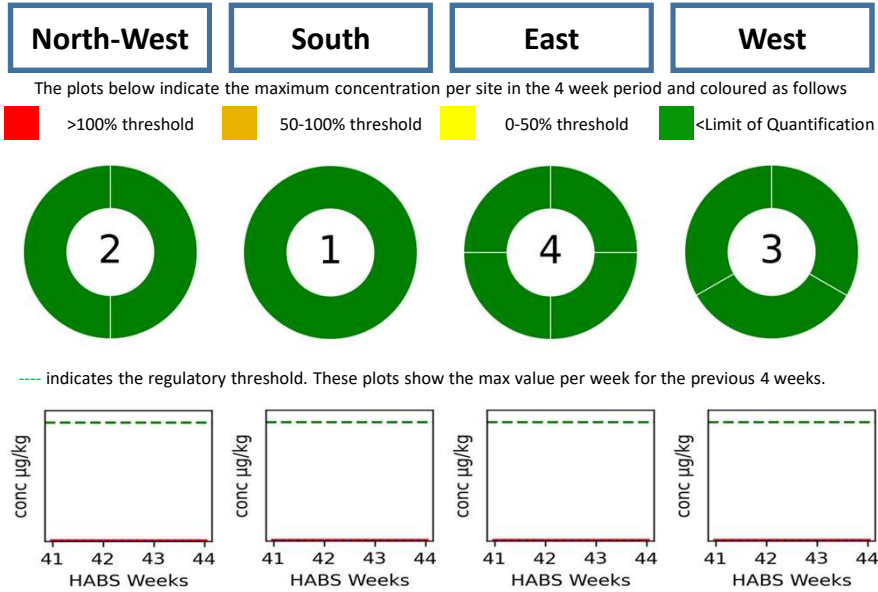 North-West South East West
The plots below indicate the maximum concentration per site in the 4 week period and coloured as follows
>100% threshold 50-100% threshold 0-50% threshold <Limit of Quantification
2 1 4 3
---- indicates the regulatory threshold. These plots show the max value per week for the previous 4 weeks.
conc µg/kg conc µg/kg conc µg/kg conc µg/kg
41 42 43 44 41 42 43 44 41 42 43 44 41 42 43 44
HABS Weeks HABS Weeks HABS Weeks HABS Weeks